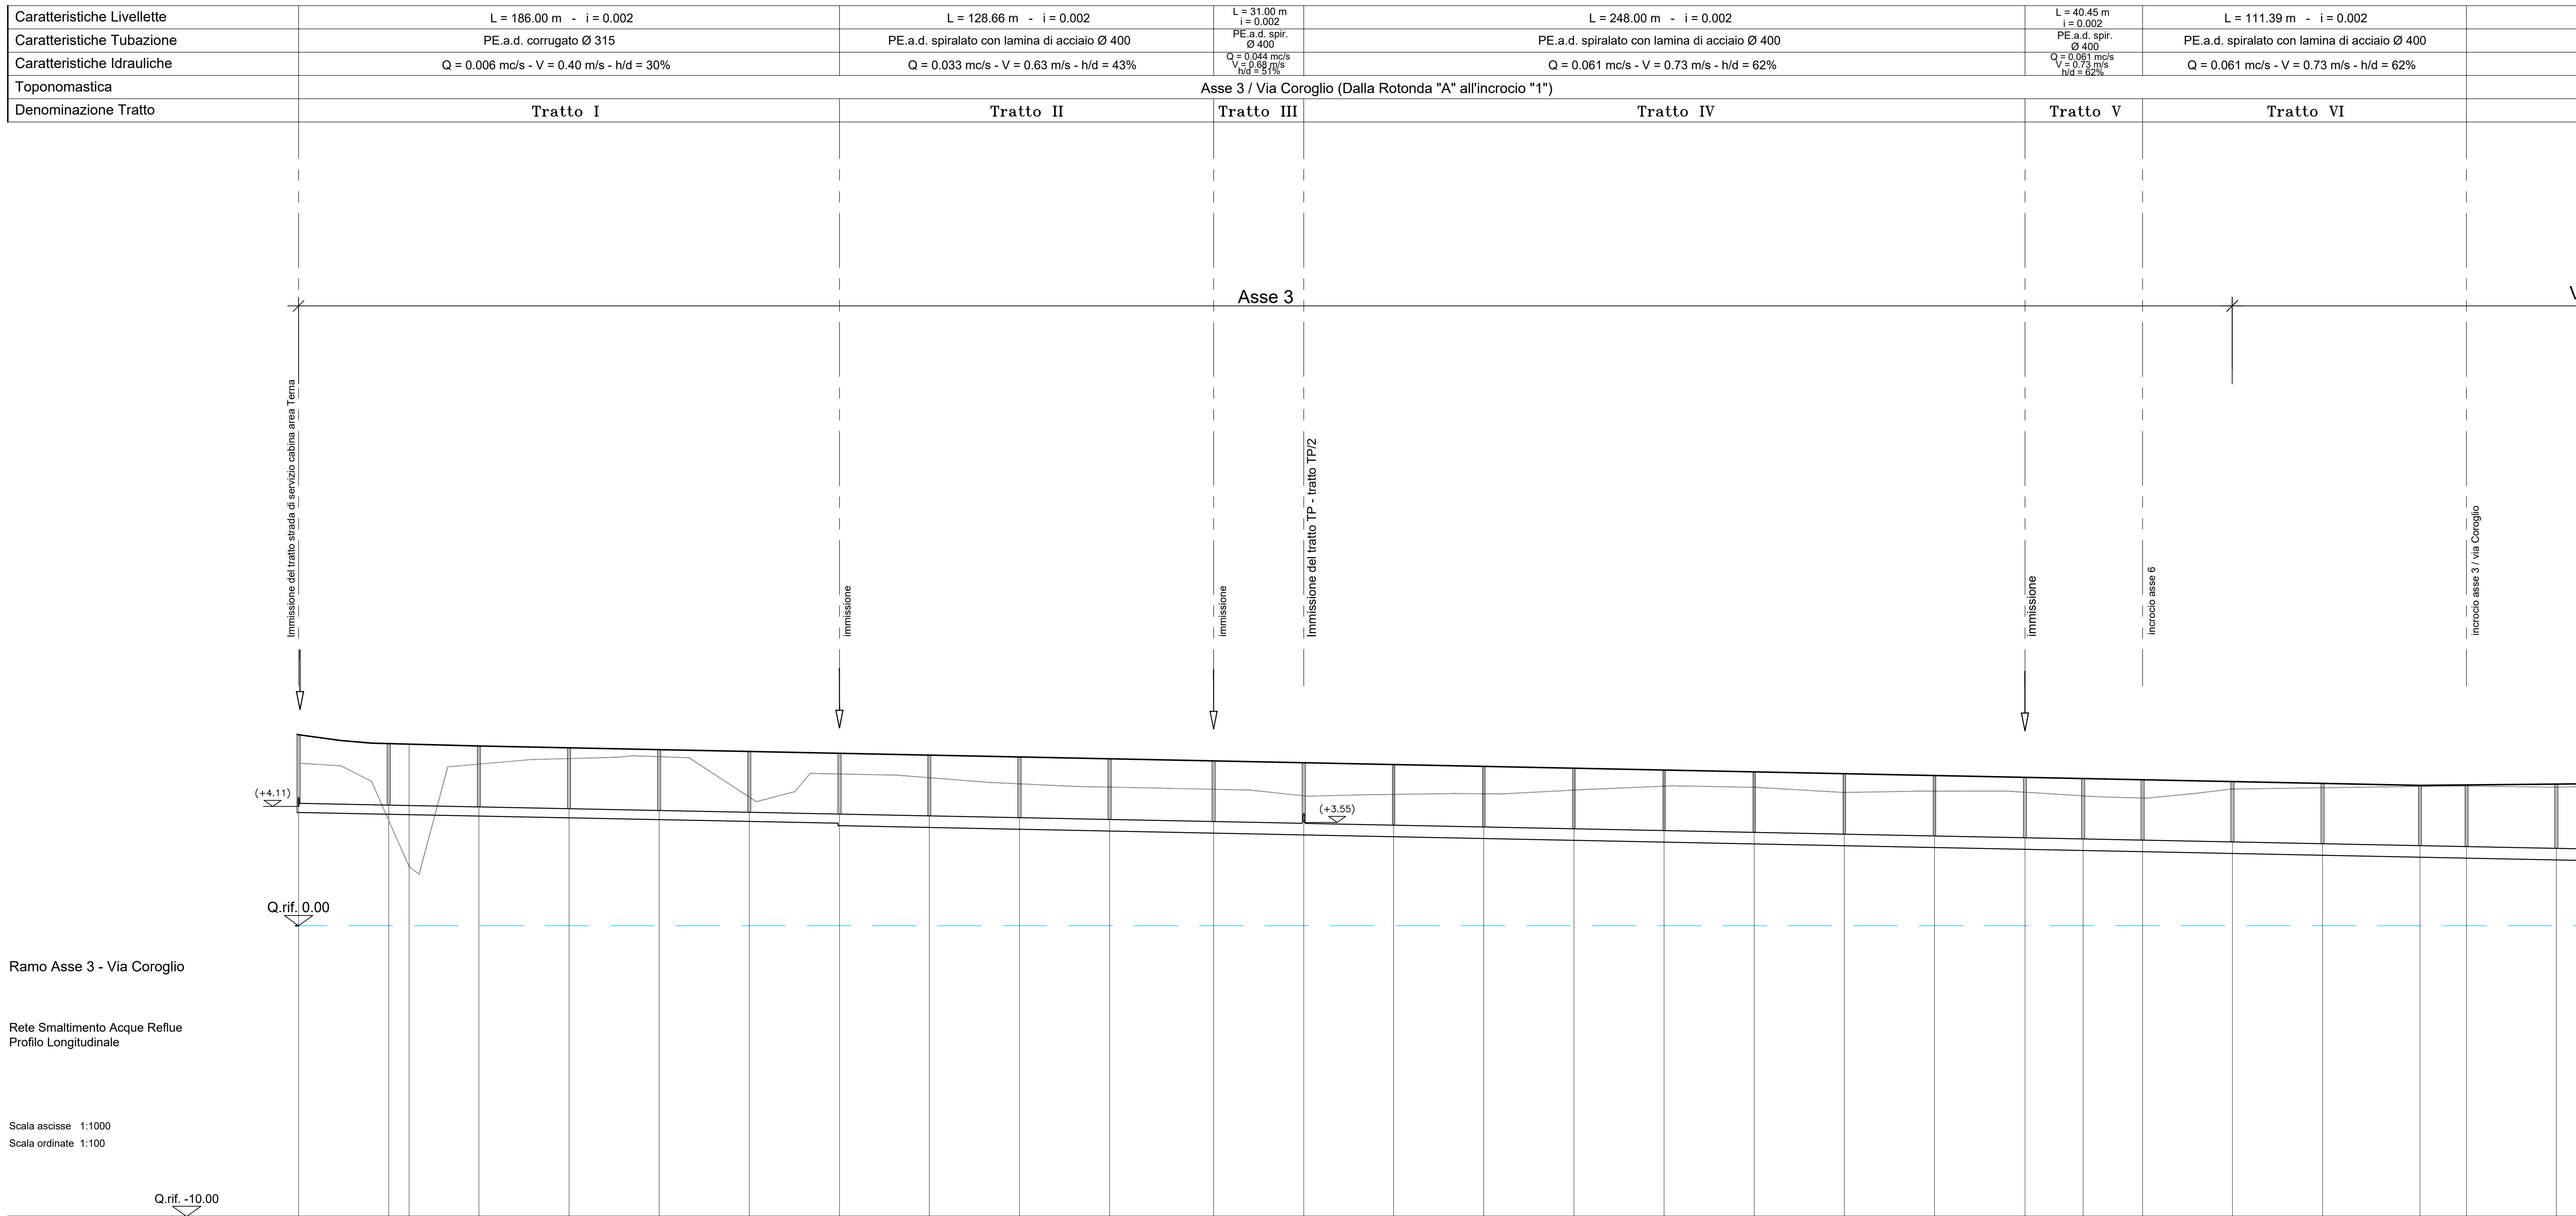 Caratteristiche Livellette
L = 186.00 m - i = 0.002
L = 128.66 m - i = 0.002
L = 31.00 m
i = 0.002
L = 248.00 m - i = 0.002
L = 40.45 m
i = 0.002
L = 111.39 m - i = 0.002
Caratteristiche Tubazione
PE.a.d. corrugato Ø 315
PE.a.d. spiralato con lamina di acciaio Ø 400
PE.a.d. spir.
Ø 400
PE.a.d. spiralato con lamina di acciaio Ø 400
PE.a.d. spir.
Ø 400
PE.a.d. spiralato con lamina di acciaio Ø 400
Caratteristiche Idrauliche
Q = 0.006 mc/s - V = 0.40 m/s - h/d = 30%
Q = 0.033 mc/s - V = 0.63 m/s - h/d = 43%
Q = 0.044 mc/s
V = 0.68 m/s
h/d = 51%
Q = 0.061 mc/s - V = 0.73 m/s - h/d = 62%
Q = 0.061 mc/s
V = 0.73 m/s
h/d = 62%
Q = 0.061 mc/s - V = 0.73 m/s - h/d = 62%
Toponomastica
Asse 3 / Via Coroglio (Dalla Rotonda "A" all'incrocio "1")
Denominazione Tratto
Tratto I
Tratto II
Tratto III
Tratto IV
Tratto V
Tratto VI
Asse 3
Immissione del tratto strada di servizio cabina area Terna
immissione
immissione
Immissione del tratto TP - tratto TP/2
immissione
incrocio asse 6
incrocio asse 3 / via Coroglio
(+4.11)
(+3.55)
Q.rif. 0.00
Ramo Asse 3 - Via Coroglio
Rete Smaltimento Acque Reflue
Profilo Longitudinale
Scala ascisse 1:1000
Scala ordinate 1:100
Q.rif. -10.00